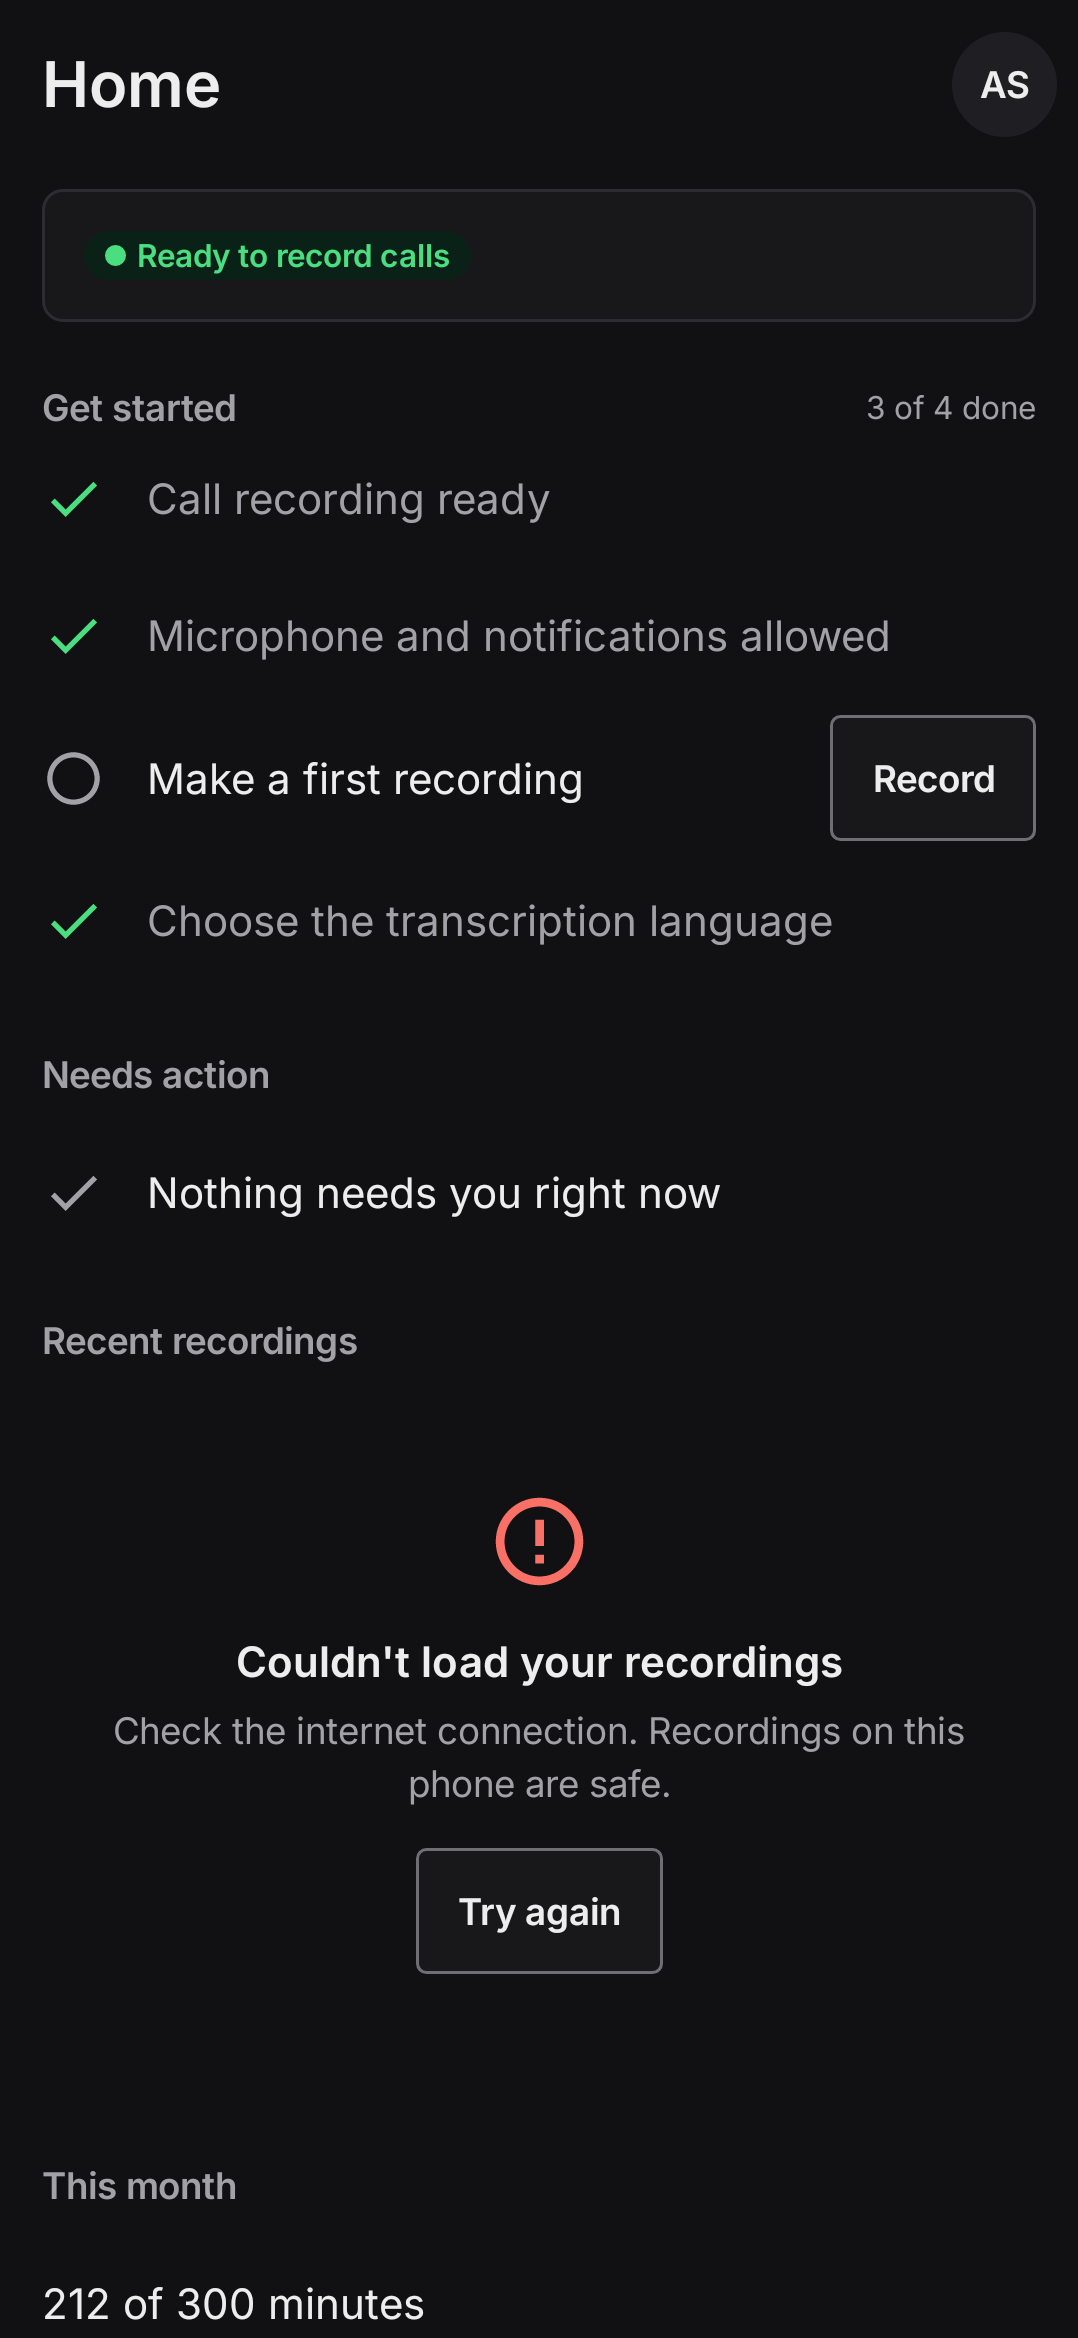 Home
AS
Ready to record calls
Get started
3 of 4 done
Call recording ready
Microphone and notifications allowed
Make a first recording
Record
Choose the transcription language
Needs action
Nothing needs you right now
Recent recordings
Couldn't load your recordings
Check the internet connection. Recordings on this
phone are safe.
Try again
This month
212 of 300 minutes